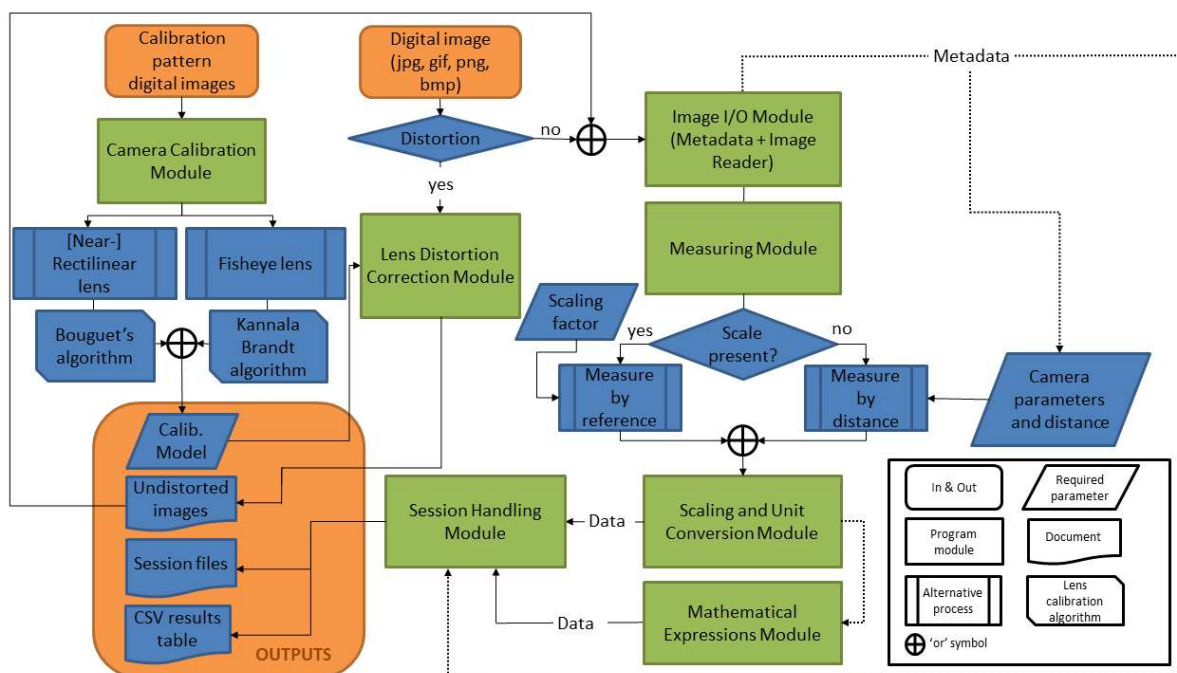 Calibration
pattern
digital images
Digital image
(jpg, gif, png,
bmp)
Metadata
Distortion
no
yes
Image I/O Module
(Metadata + Image
Reader)
Camera Calibration
Module
[Near-]
Rectilinear
lens
Fisheye lens
Lens Distortion
Correction Module
Measuring Module
Bouguet's
algorithm
Kannala
Brandt
algorithm
Scaling
factor
yes
Scale
present?
no
Measure
by
reference
Measure
by
distance
Camera
parameters
and distance
Calib.
Model
Undistorted
images
Session files
CSV results
table
OUTPUTS
Session Handling
Module
Data
Scaling and Unit
Conversion Module
Data
Mathematical
Expressions Module
In & Out
Required
parameter
Program
module
Document
Alternative
process
Lens
calibration
algorithm
'or' symbol